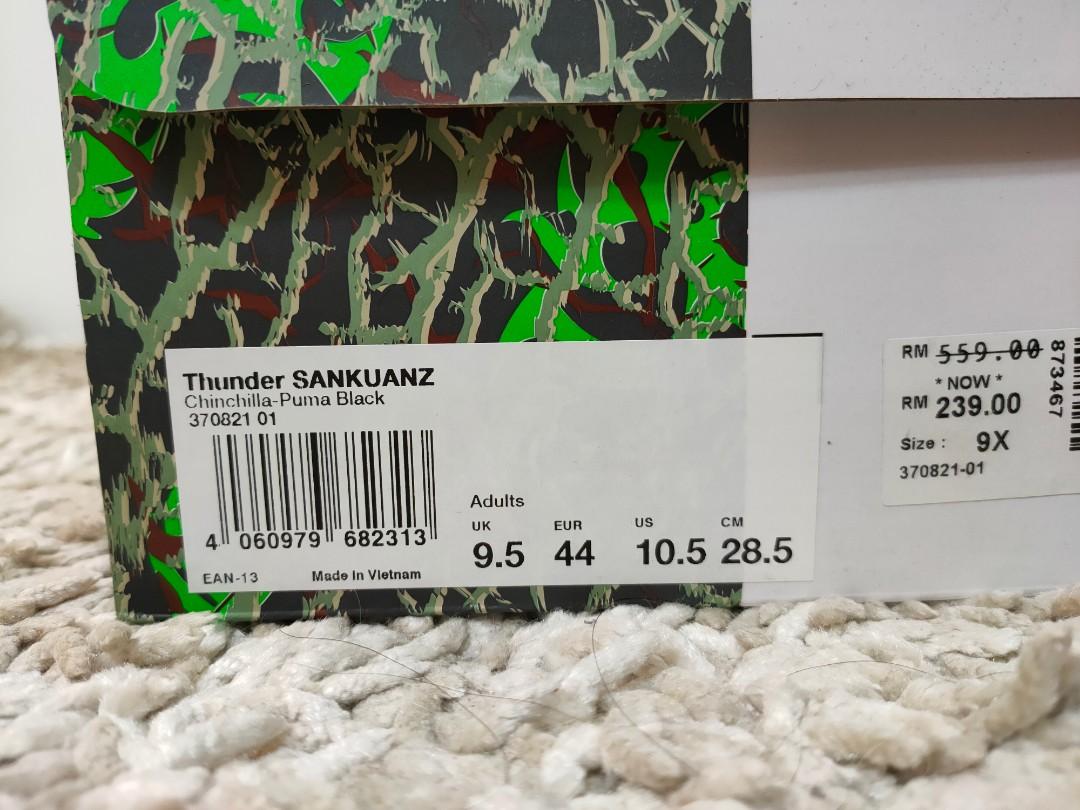 Thunder SANKUANZ
Chinchilla-Puma Black
370821 01
4 060979 682313
EAN-13 Made in Vietnam
Adults
UK EUR US CM
9.5 44 10.5 28.5
RM 559.00
* NOW *
RM 239.00
Size : 9X
370821-01
873467